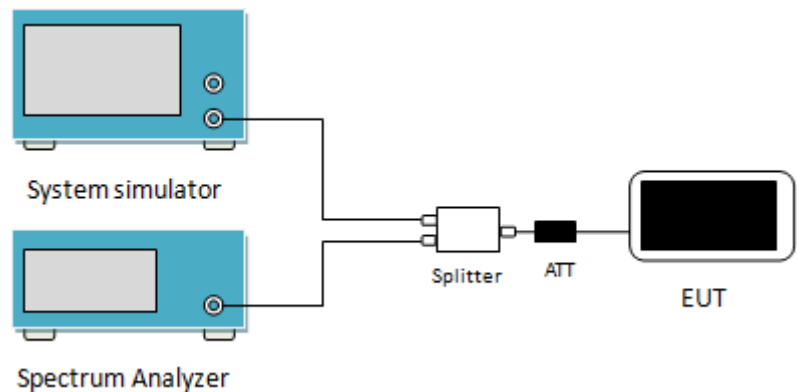 System simulator
Splitter
ATT
EUT
Spectrum Analyzer